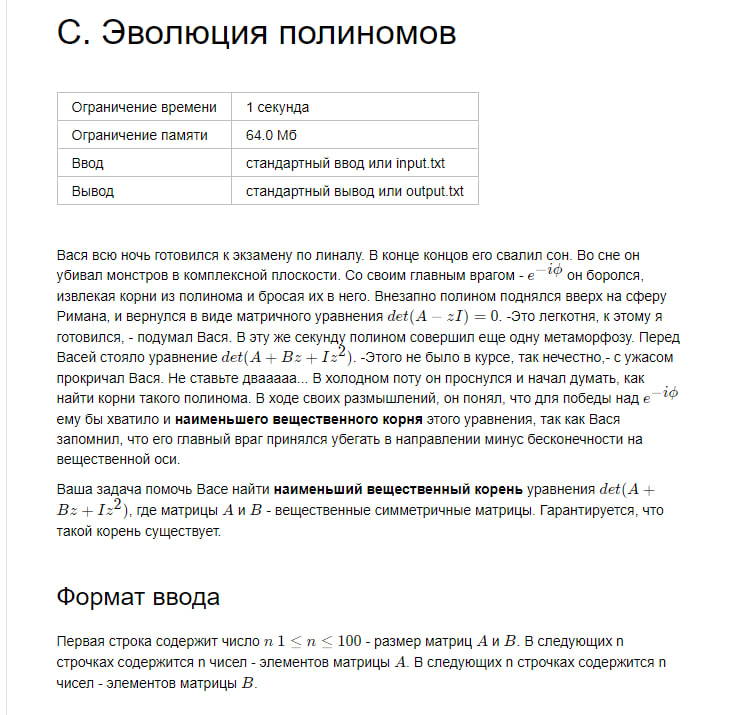 C. Эволюция полиномов
Ограничение времени 1 секунда
Ограничение памяти 64.0 Мб
Ввод стандартный ввод или input.txt
Вывод стандартный вывод или output.txt
Вася всю ночь готовился к экзамену по линалу. В конце концов его свалил сон. Во сне он
убивал монстров в комплексной плоскости. Со своим главным врагом - e^{-iϕ} он боролся,
извлекая корни из полинома и бросая их в него. Внезапно полином поднялся вверх на сферу
Римана, и вернулся в виде матричного уравнения det(A − zI) = 0. -Это легкотня, к этому я
готовился, - подумал Вася. В эту же секунду полином совершил еще одну метаморфозу. Перед
Васей стояло уравнение det(A + Bz + Iz²). -Этого не было в курсе, так нечестно,- с ужасом
прокричал Вася. Не ставьте двааааа... В холодном поту он проснулся и начал думать, как
найти корни такого полинома. В ходе своих размышлений, он понял, что для победы над e^{-iϕ}
ему бы хватило и наименьшего вещественного корня этого уравнения, так как Вася
запомнил, что его главный враг принялся убегать в направлении минус бесконечности на
вещественной оси.
Ваша задача помочь Васе найти наименьший вещественный корень уравнения det(A +
Bz + Iz²), где матрицы A и B - вещественные симметричные матрицы. Гарантируется, что
такой корень существует.
Формат ввода
Первая строка содержит число n 1 ≤ n ≤ 100 - размер матриц A и B. В следующих n
строчках содержится n чисел - элементов матрицы A. В следующих n строчках содержится n
чисел - элементов матрицы B.